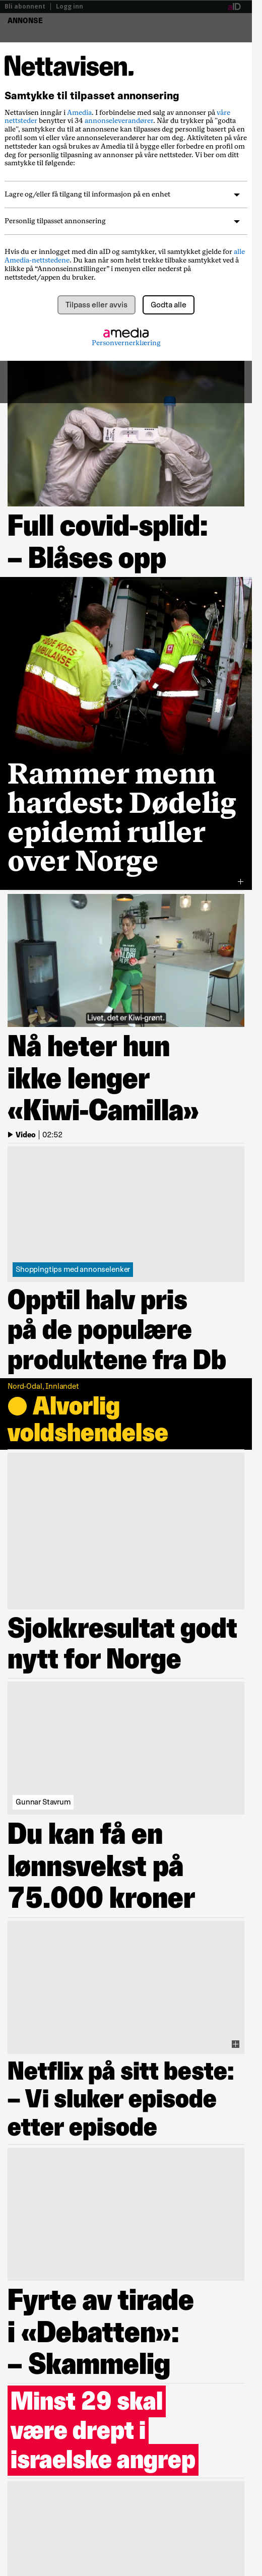 Bli abonnent | Logg inn
aID
ANNONSE
Nettavisen.
Samtykke til tilpasset annonsering
Nettavisen inngår i Amedia. I forbindelse med salg av annonser på våre
nettsteder benytter vi 34 annonseleverandører. Når du trykker på "godta
alle", samtykker du til at annonsene kan tilpasses deg personlig basert på en
profil som vi eller våre annonseleverandører har om deg. Aktiviteten på våre
nettsteder kan også brukes av Amedia til å bygge eller forbedre en profil om
deg for personlig tilpasning av annonser på våre nettsteder. Vi ber om ditt
samtykke til følgende:
Lagre og/eller få tilgang til informasjon på en enhet
Personlig tilpasset annonsering
Hvis du er innlogget med din aID og samtykker, vil samtykket gjelde for alle
Amedia-nettstedene. Du kan når som helst trekke tilbake samtykket ved å
klikke på “Annonseinnstillinger” i menyen eller nederst på
nettstedet/appen du bruker.
Tilpass eller avvis
Godta alle
amedia
Personvernerklæring
Full covid-splid:
– Blåses opp
Rammer menn
hardest: Dødelig
epidemi ruller
over Norge
Livet, det er Kiwi-grønt.
Nå heter hun
ikke lenger
«Kiwi-Camilla»
Video | 02:52
Shoppingtips med annonselenker
Opptil halv pris
på de populære
produktene fra Db
Nord-Odal, Innlandet
Alvorlig
voldshendelse
Sjokkresultat godt
nytt for Norge
Gunnar Stavrum
Du kan få en
lønnsvekst på
75.000 kroner
Netflix på sitt beste:
– Vi sluker episode
etter episode
Fyrte av tirade
i «Debatten»:
– Skammelig
Minst 29 skal
være drept i
israelske angrep